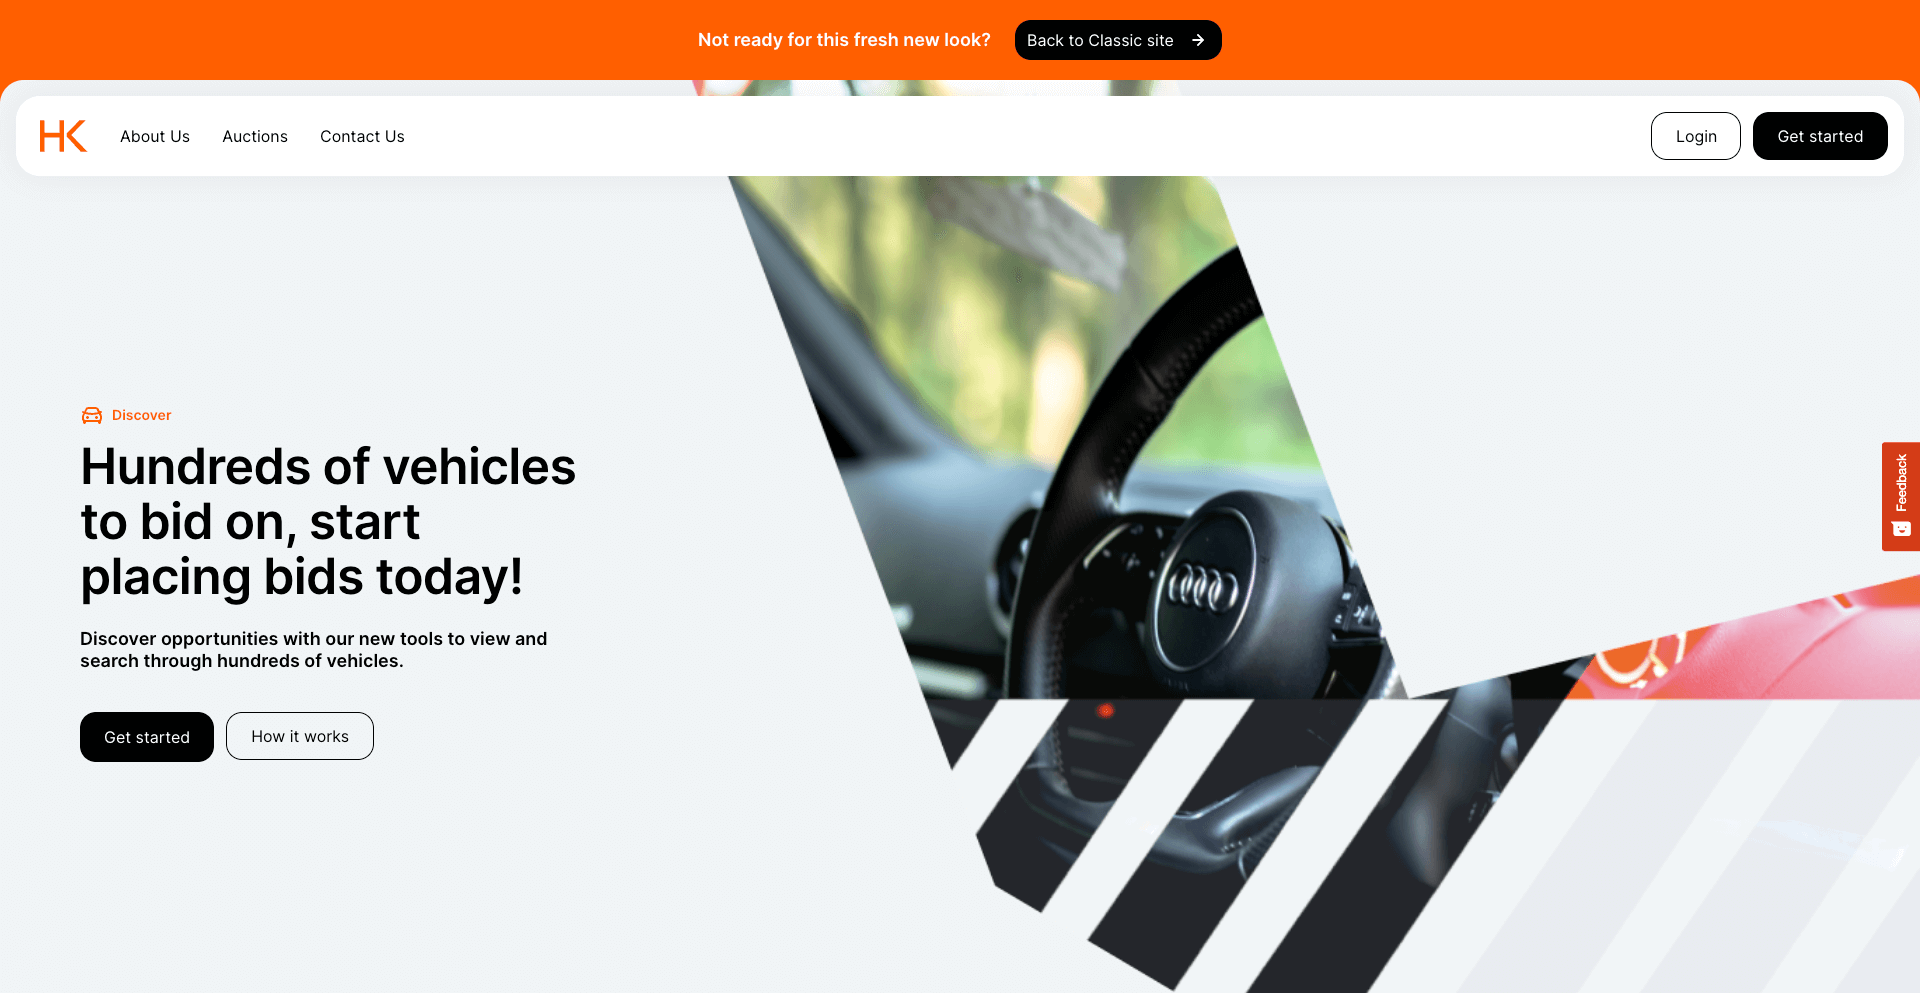 Not ready for this fresh new look?
Back to Classic site
HK
About Us
Auctions
Contact Us
Login
Get started
Discover
Hundreds of vehicles
to bid on, start
placing bids today!
Discover opportunities with our new tools to view and
search through hundreds of vehicles.
Get started
How it works
Feedback